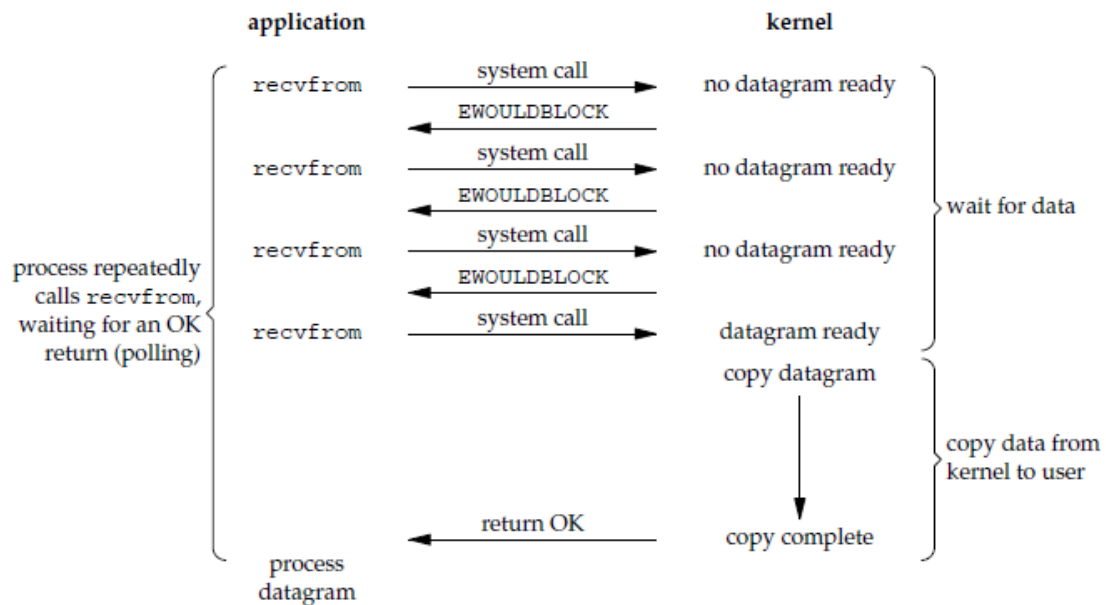 application
kernel
recvfrom
system call
no datagram ready
EWOULDBLOCK
recvfrom
system call
no datagram ready
EWOULDBLOCK
recvfrom
system call
no datagram ready
EWOULDBLOCK
recvfrom
system call
datagram ready
wait for data
process repeatedly
calls recvfrom,
waiting for an OK
return (polling)
copy datagram
copy data from
kernel to user
return OK
copy complete
process
datagram